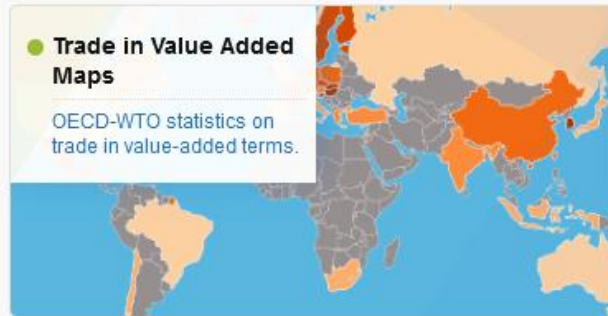 Trade in Value Added
Maps
OECD-WTO statistics on
trade in value-added terms.